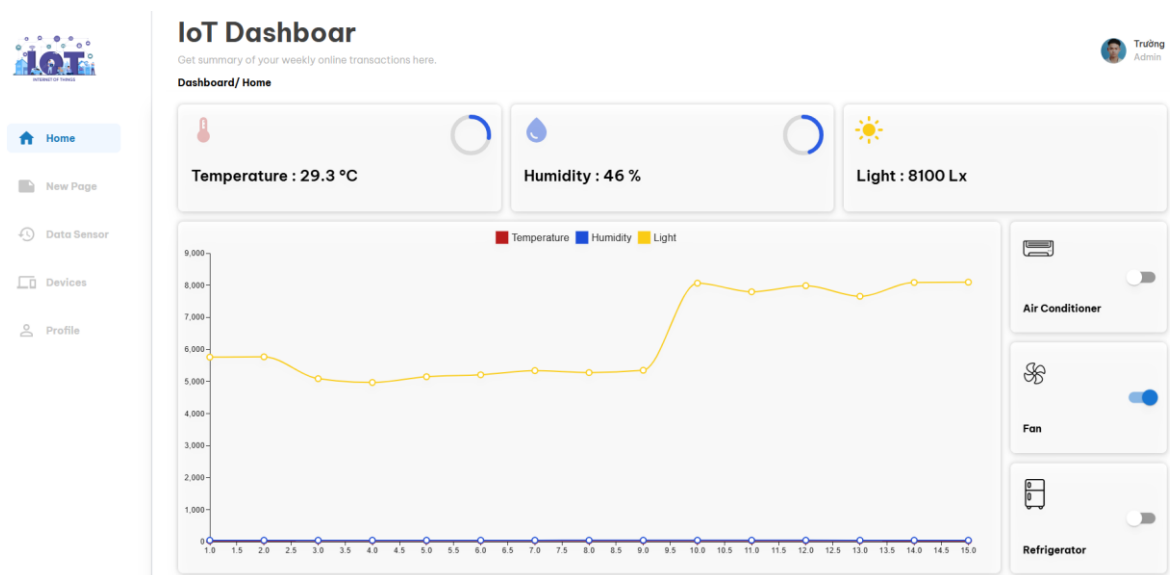 IoT Dashboar
Get summary of your weekly online transactions here.
Dashboard/ Home
Trường
Admin
IOT
INTERNET OF THINGS
Home
New Page
Data Sensor
Devices
Profile
Temperature : 29.3 °C
Humidity : 46 %
Light : 8100 Lx
Temperature Humidity Light
9,000
8,000
7,000
6,000
5,000
4,000
3,000
2,000
1,000
0
1.0 1.5 2.0 2.5 3.0 3.5 4.0 4.5 5.0 5.5 6.0 6.5 7.0 7.5 8.0 8.5 9.0 9.5 10.0 10.5 11.0 11.5 12.0 12.5 13.0 13.5 14.0 14.5 15.0
Air Conditioner
Fan
Refrigerator